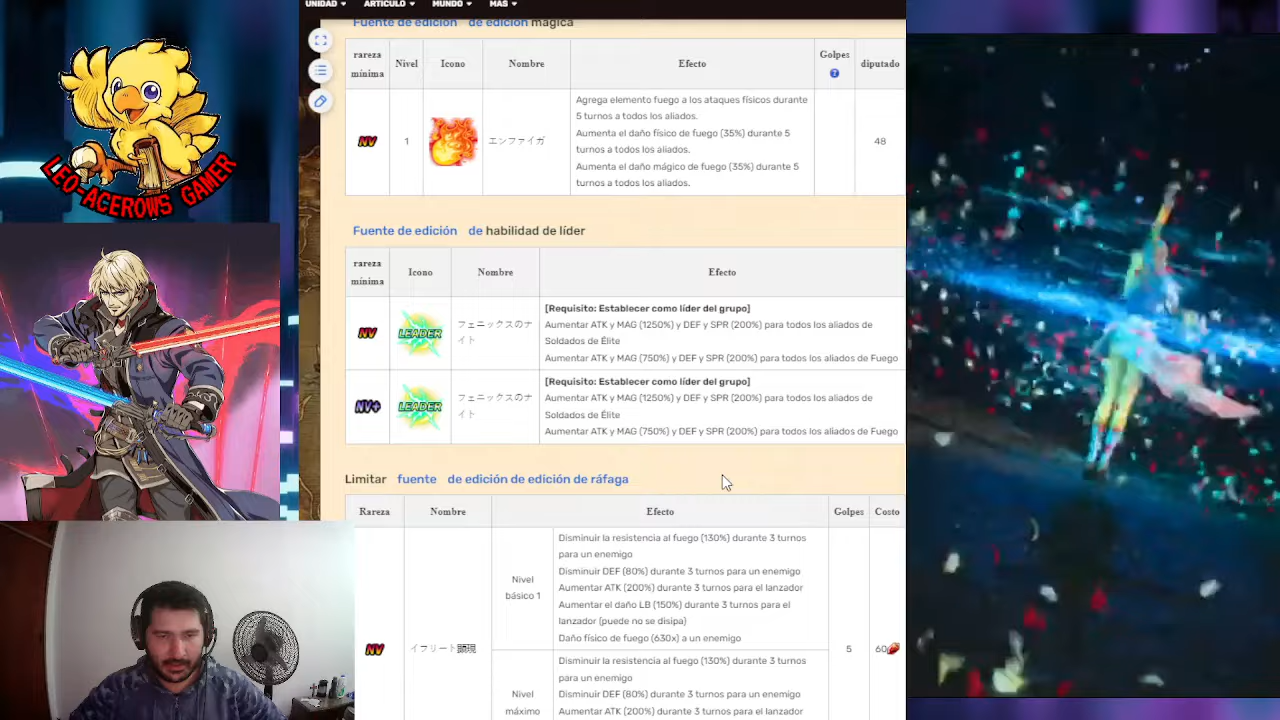 UNIDAD ARTÍCULO MUNDO MÁS
Fuente de edición de edición mágica
rareza mínima Nivel Icono Nombre Efecto Golpes diputado
NV 1 エンファイガ
Agrega elemento fuego a los ataques físicos durante
5 turnos a todos los aliados.
Aumenta el daño físico de fuego (35%) durante 5
turnos a todos los aliados.
Aumenta el daño mágico de fuego (35%) durante 5
turnos a todos los aliados.
48
LEO-ACEROWS GAMER
Fuente de edición de habilidad de líder
rareza mínima Icono Nombre Efecto
NV LEADER フェニックスのナ
イト
[Requisito: Establecer como líder del grupo]
Aumentar ATK y MAG (1250%) y DEF y SPR (200%) para todos los aliados de
Soldados de Élite
Aumentar ATK y MAG (750%) y DEF y SPR (200%) para todos los aliados de Fuego
NV+ LEADER フェニックスのナ
イト
[Requisito: Establecer como líder del grupo]
Aumentar ATK y MAG (1250%) y DEF y SPR (200%) para todos los aliados de
Soldados de Élite
Aumentar ATK y MAG (750%) y DEF y SPR (200%) para todos los aliados de Fuego
Limitar fuente de edición de edición de ráfaga
Rareza Nombre Efecto Golpes Costo
NV イフリート顕現
Nivel
básico 1
Disminuir la resistencia al fuego (130%) durante 3 turnos
para un enemigo
Disminuir DEF (80%) durante 3 turnos para un enemigo
Aumentar ATK (200%) durante 3 turnos para el lanzador
Aumentar el daño LB (150%) durante 3 turnos para el
lanzador (puede no se disipa)
Daño físico de fuego (630x) a un enemigo
5 60
Nivel
máximo
Disminuir la resistencia al fuego (130%) durante 3 turnos
para un enemigo
Disminuir DEF (80%) durante 3 turnos para un enemigo
Aumentar ATK (200%) durante 3 turnos para el lanzador